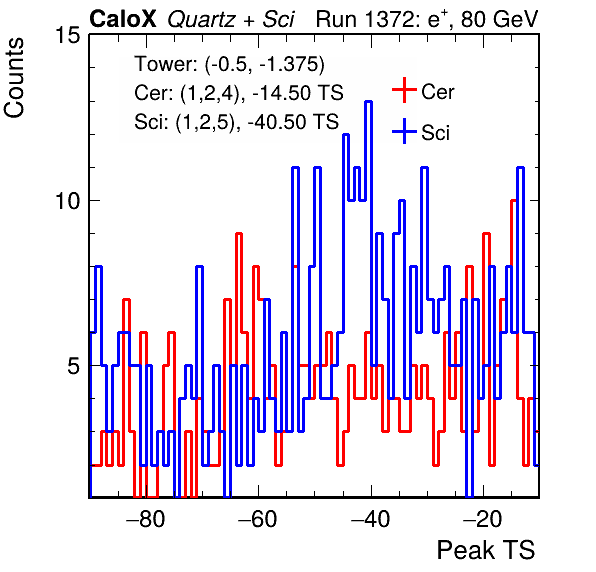 CaloX Quartz + Sci Run 1372: e+, 80 GeV
Counts
15
10
5
Tower: (-0.5, -1.375)
Cer: (1,2,4), -14.50 TS
Sci: (1,2,5), -40.50 TS
Cer
Sci
−80 −60 −40 −20
Peak TS